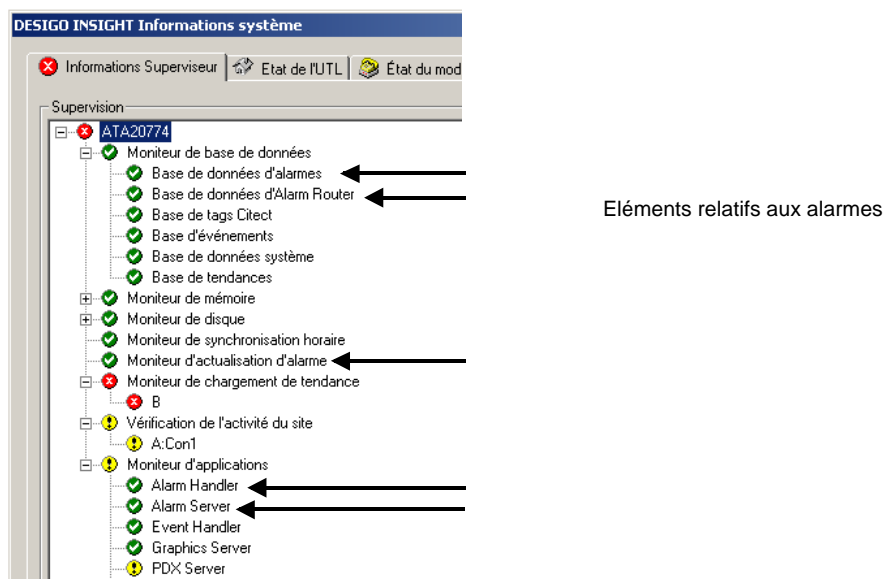 DESIGO INSIGHT Informations système
Informations Superviseur Etat de l'UTL État du mod
Supervision
ATA20774
Moniteur de base de données
Base de données d'alarmes
Base de données d'Alarm Router
Eléments relatifs aux alarmes
Base de tags Citect
Base d'événements
Base de données système
Base de tendances
Moniteur de mémoire
Moniteur de disque
Moniteur de synchronisation horaire
Moniteur d'actualisation d'alarme
Moniteur de chargement de tendance
B
Vérification de l'activité du site
A:Con1
Moniteur d'applications
Alarm Handler
Alarm Server
Event Handler
Graphics Server
PDX Server